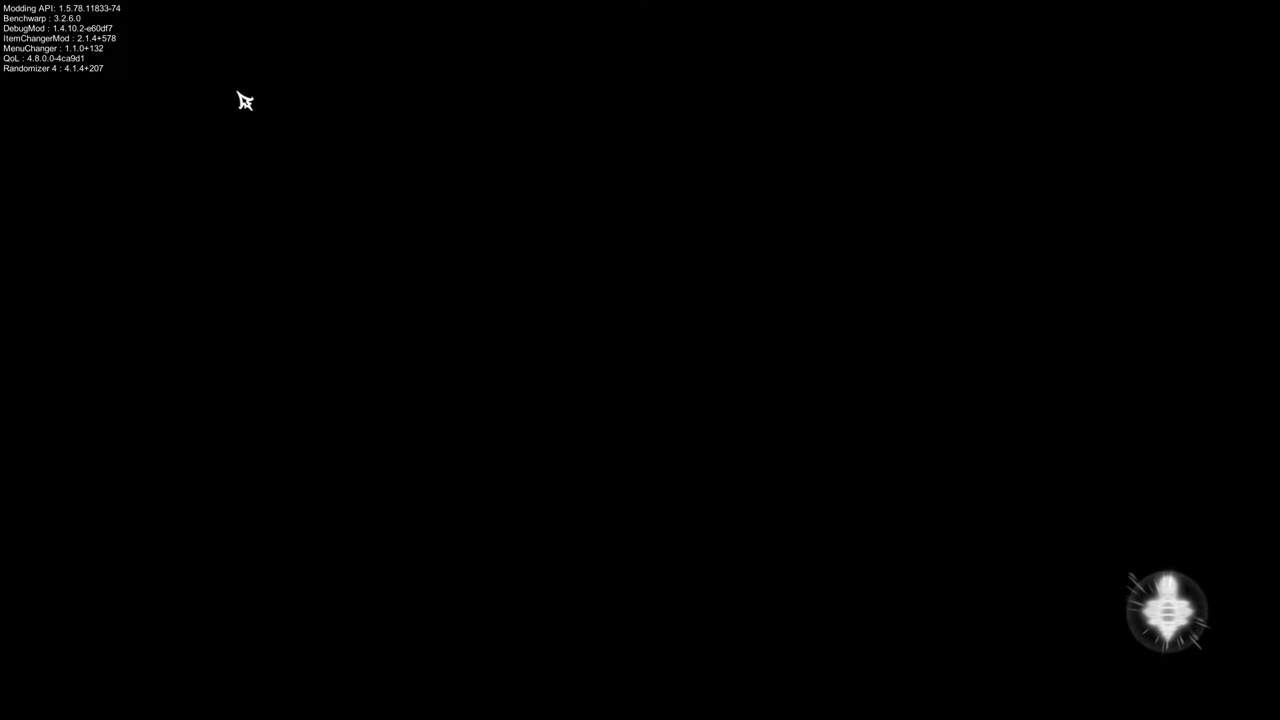 Modding API: 1.5.78.11833-74
Benchwarp : 3.2.6.0
DebugMod : 1.4.10.2-e60df7
ItemChangerMod : 2.1.4+578
MenuChanger : 1.1.0+132
QoL : 4.8.0.0-4ca9d1
Randomizer 4 : 4.1.4+207